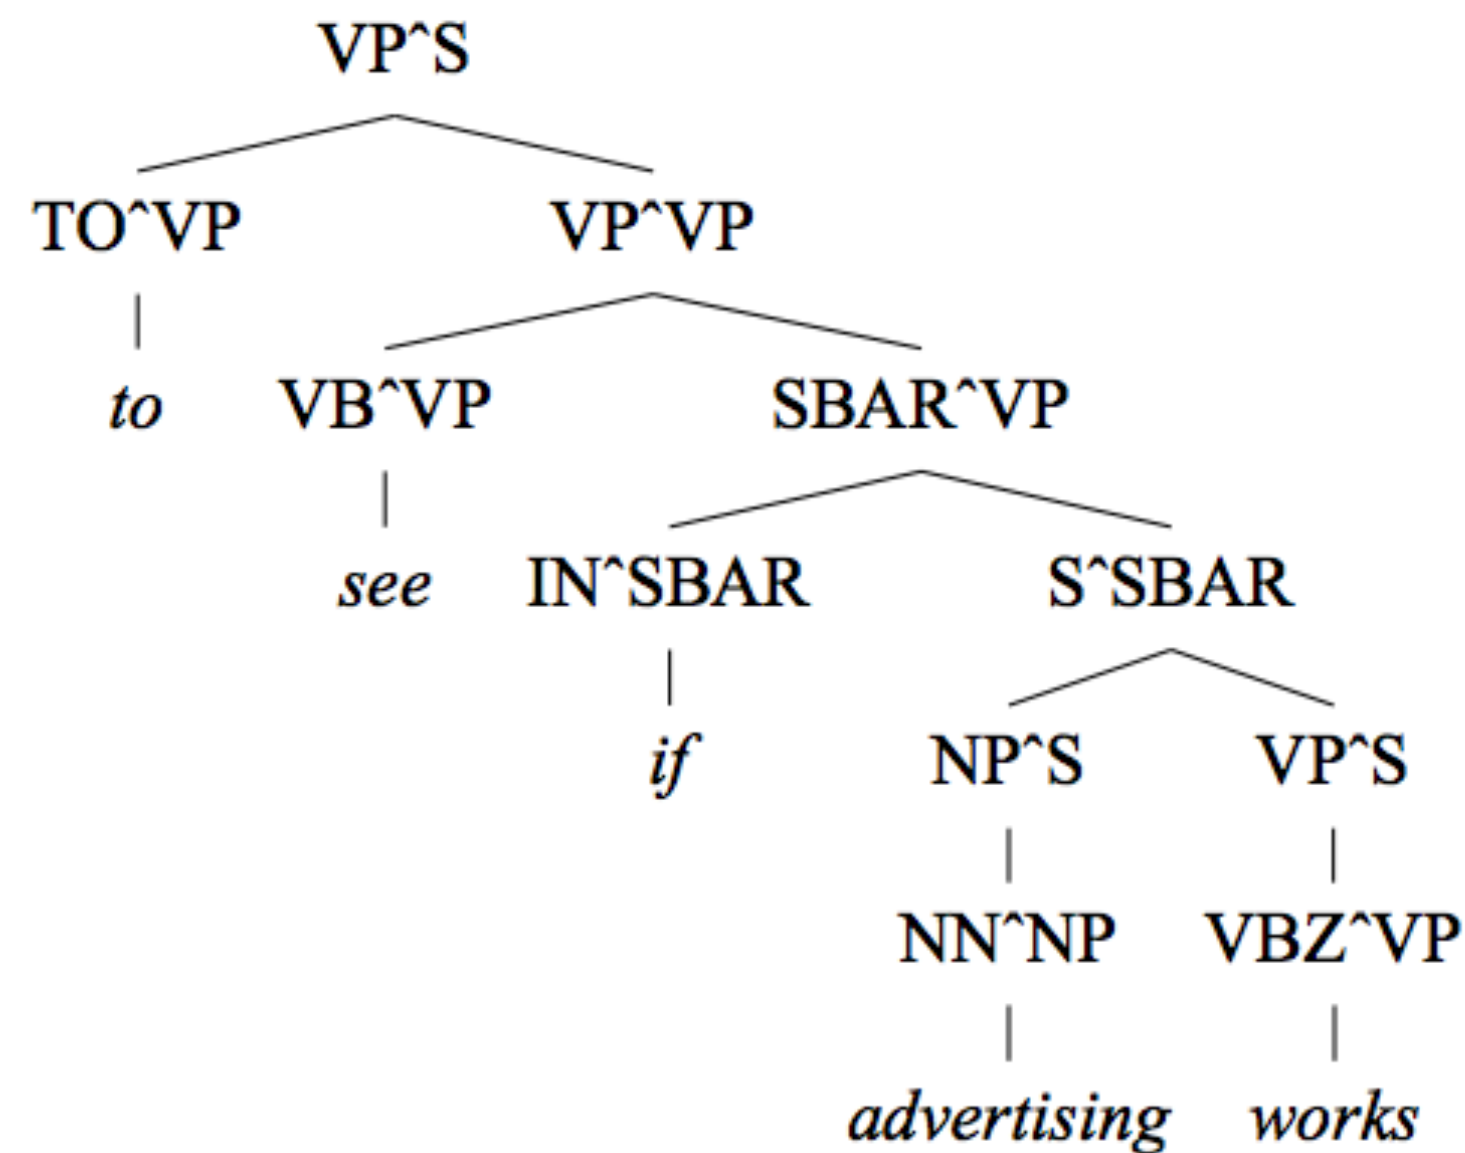 VP^S
TO^VP VP^VP
to VB^VP SBAR^VP
see IN^SBAR S^SBAR
if NP^S VP^S
NN^NP VBZ^VP
advertising works